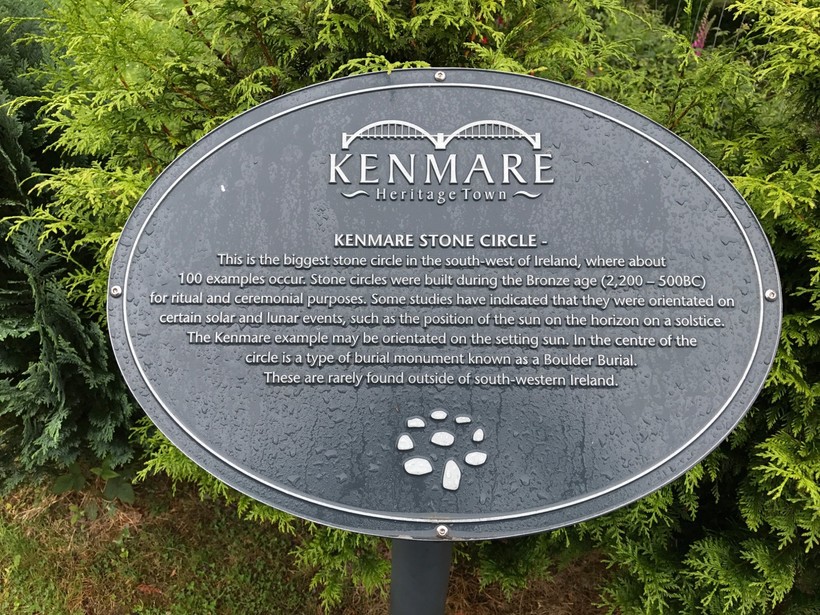 KENMARE
Heritage Town
KENMARE STONE CIRCLE -
This is the biggest stone circle in the south-west of Ireland, where about
100 examples occur. Stone circles were built during the Bronze age (2,200 – 500BC)
for ritual and ceremonial purposes. Some studies have indicated that they were orientated on
certain solar and lunar events, such as the position of the sun on the horizon on a solstice.
The Kenmare example may be orientated on the setting sun. In the centre of the
circle is a type of burial monument known as a Boulder Burial.
These are rarely found outside of south-western Ireland.